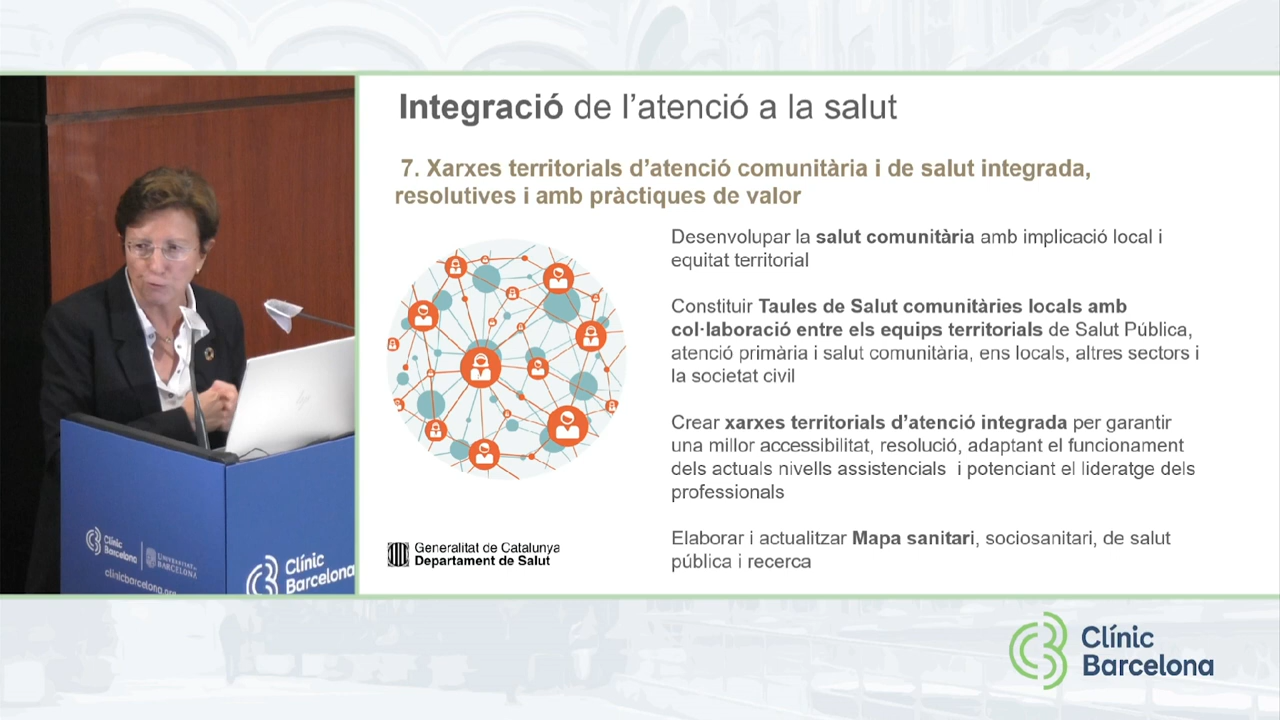 Integració de l’atenció a la salut
7. Xarxes territorials d’atenció comunitària i de salut integrada,
resolutives i amb pràctiques de valor
Desenvolupar la salut comunitària amb implicació local i
equitat territorial
Constituir Taules de Salut comunitàries locals amb
col·laboració entre els equips territorials de Salut Pública,
atenció primària i salut comunitària, ens locals, altres sectors i
la societat civil
Crear xarxes territorials d’atenció integrada per garantir
una millor accessibilitat, resolució, adaptant el funcionament
dels actuals nivells assistencials i potenciant el lideratge dels
professionals
Elaborar i actualitzar Mapa sanitari, sociosanitari, de salut
pública i recerca
Generalitat de Catalunya
Departament de Salut
Clínic
Barcelona
Universitat de
Barcelona
clinicbarcelona.org
Clínic
Barcelona
Clínic
Barcelona